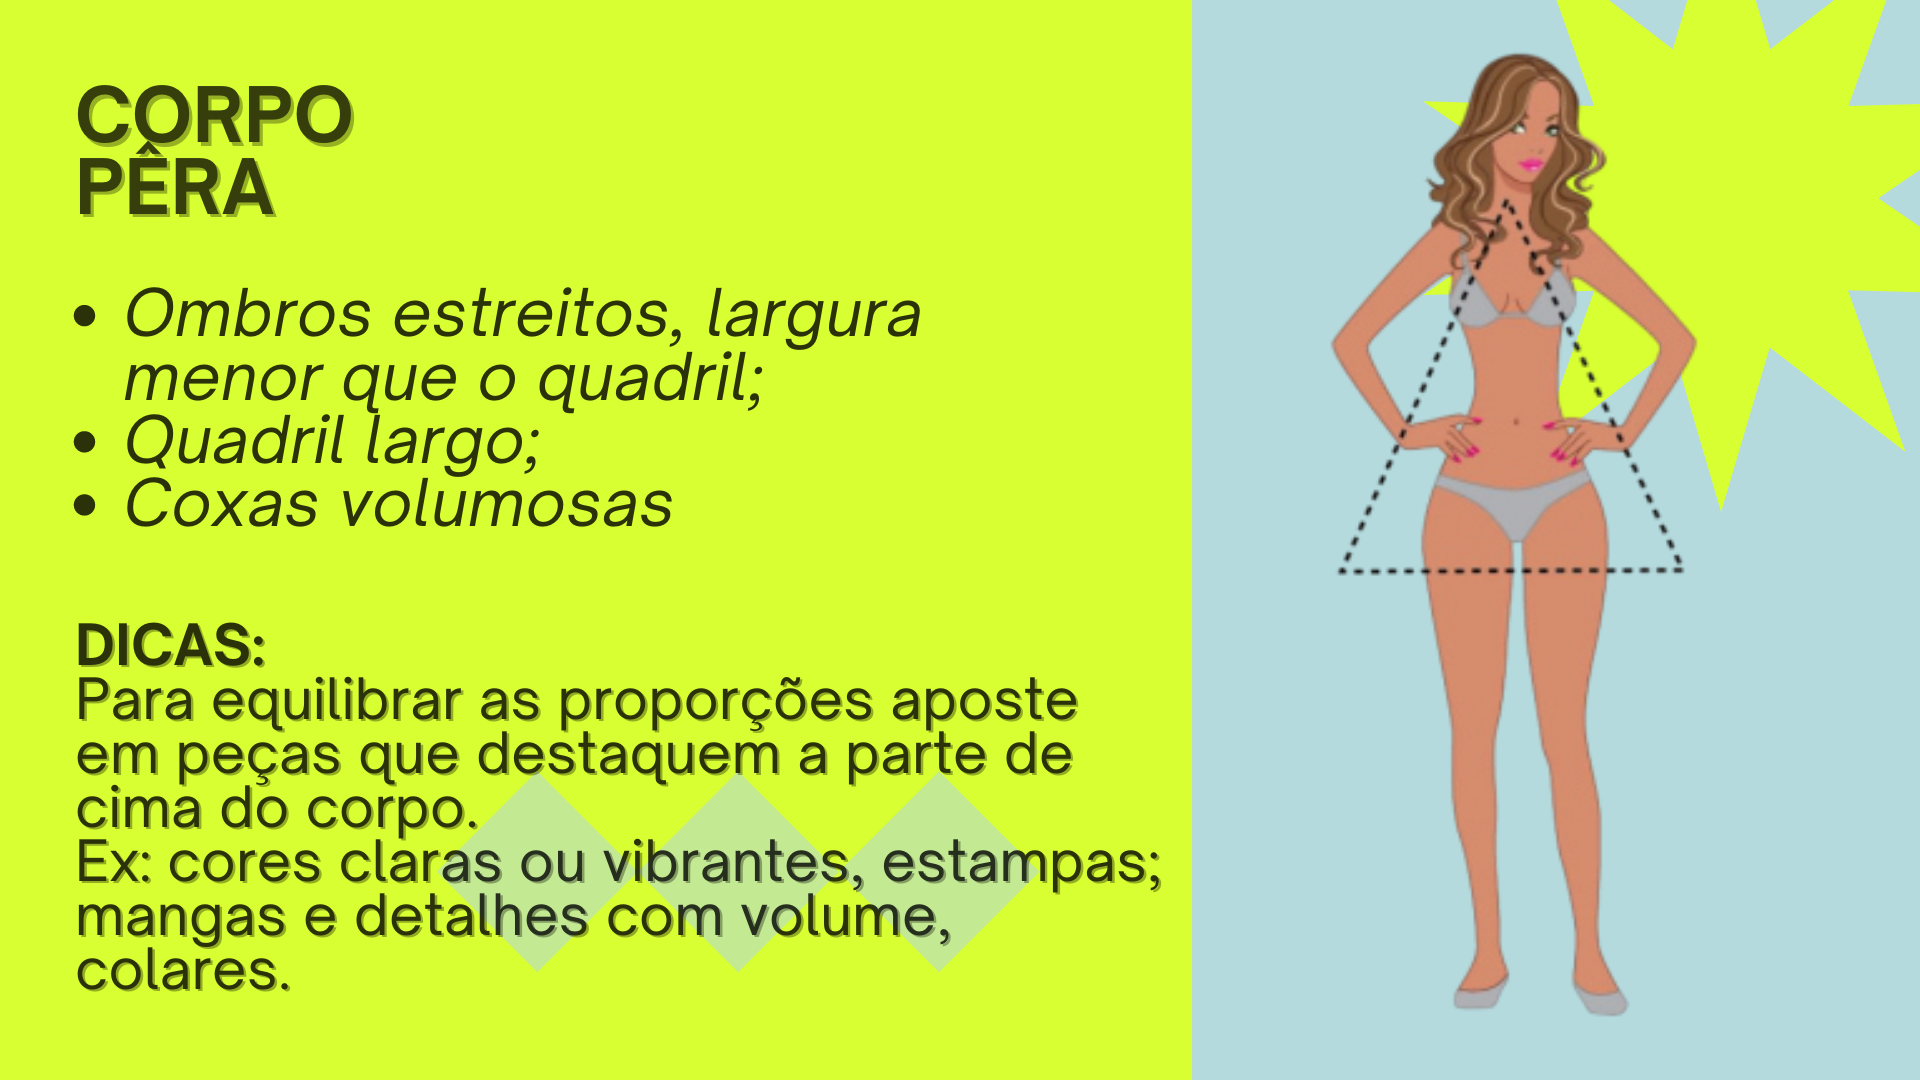 CORPO
PÊRA
• Ombros estreitos, largura
menor que o quadril;
• Quadril largo;
• Coxas volumosas
DICAS:
Para equilibrar as proporções aposte
em peças que destaquem a parte de
cima do corpo.
Ex: cores claras ou vibrantes, estampas;
mangas e detalhes com volume,
colares.